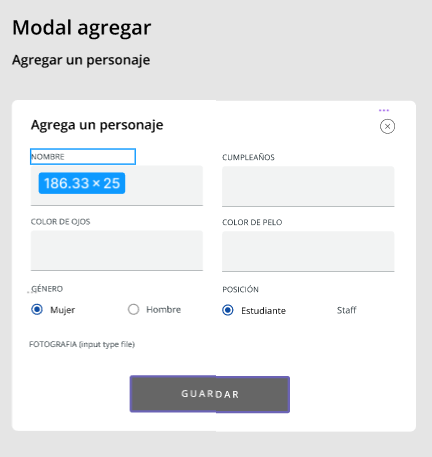 Modal agregar
Agregar un personaje
Agrega un personaje
NOMBRE
CUMPLEAÑOS
186.33 × 25
COLOR DE OJOS
COLOR DE PELO
GÉNERO
POSICIÓN
Mujer
Hombre
Estudiante
Staff
FOTOGRAFIA (input type file)
GUARDAR